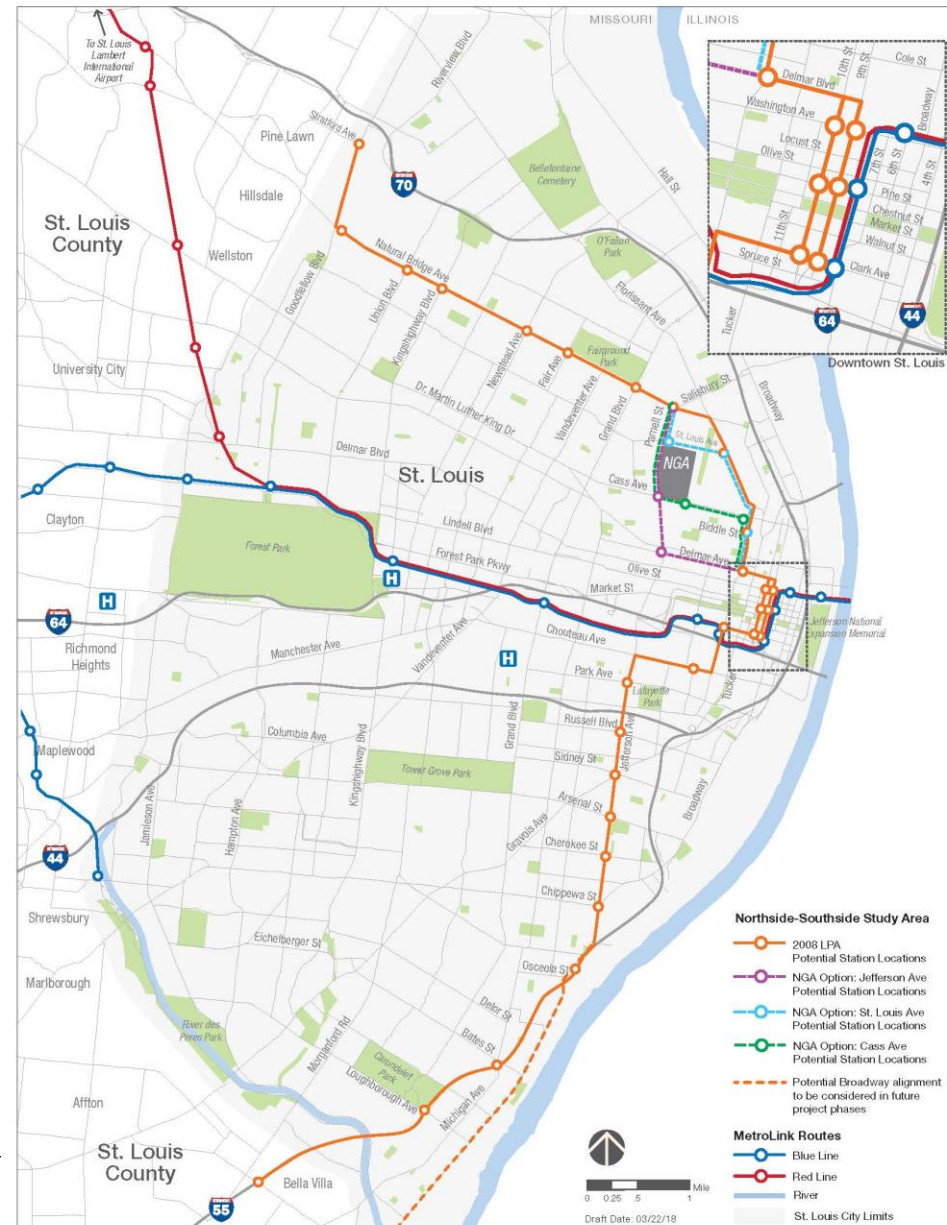 MISSOURI
ILLINOIS
To St. Louis
Lambert
International
Airport
Riverview Blvd
Stratford Ave
Pine Lawn
70
Bellefontaine
Cemetery
Hall St
Hillsdale
St. Louis
County
Wellston
Goodfellow Blvd
Natural Bridge Ave
Union Blvd
Kingshighway Blvd
O'Fallon
Park
Florissant Ave
Newstead Ave
Fair Ave
Fairground
Park
Vandeventer Ave
Grand Blvd
Salisbury St
Broadway
University City
Dr. Martin Luther King Dr
Parnell St
St. Louis Ave
NGA
Delmar Blvd
St. Louis
Cass Ave
Biddle St
Clayton
Lindell Blvd
Delmar Ave
Forest Park
Forest Park Pkwy
Olive St
Market St
H
H
64
Richmond
Heights
Manchester Ave
Vandeventer Ave
Chouteau Ave
H
Jefferson National
Expansion Memorial
Park Ave
Tucker
Lafayette
Park
Maplewood
Columbia Ave
Kingshighway Blvd
Grand Blvd
Russell Blvd
Jefferson Ave
Sidney St
Tower Grove Park
Jamieson Ave
Hampton Ave
Gravois Ave
Arsenal St
Broadway
Cherokee St
44
Chippewa St
Shrewsbury
Eichelberger St
Osceola St
Marlborough
Delor St
River des
Peres Park
Morganford Rd
Bates St
Carondelet
Park
Loughborough Ave
Michigan Ave
Affton
St. Louis
County
Bella Villa
55
10th St
9th St
Cole St
Delmar Blvd
Broadway
Washington Ave
Locust St
Olive St
7th St
6th St
4th St
Pine St
Chestnut St
Market St
11th St
Walnut St
Spruce St
Clark Ave
Tucker
64
44
Downtown St. Louis
Northside-Southside Study Area
2008 LPA
Potential Station Locations
NGA Option: Jefferson Ave
Potential Station Locations
NGA Option: St. Louis Ave
Potential Station Locations
NGA Option: Cass Ave
Potential Station Locations
Potential Broadway alignment
to be considered in future
project phases
MetroLink Routes
Blue Line
Red Line
River
St. Louis City Limits
0 0.25 .5 1 Mile
Draft Date: 03/22/18